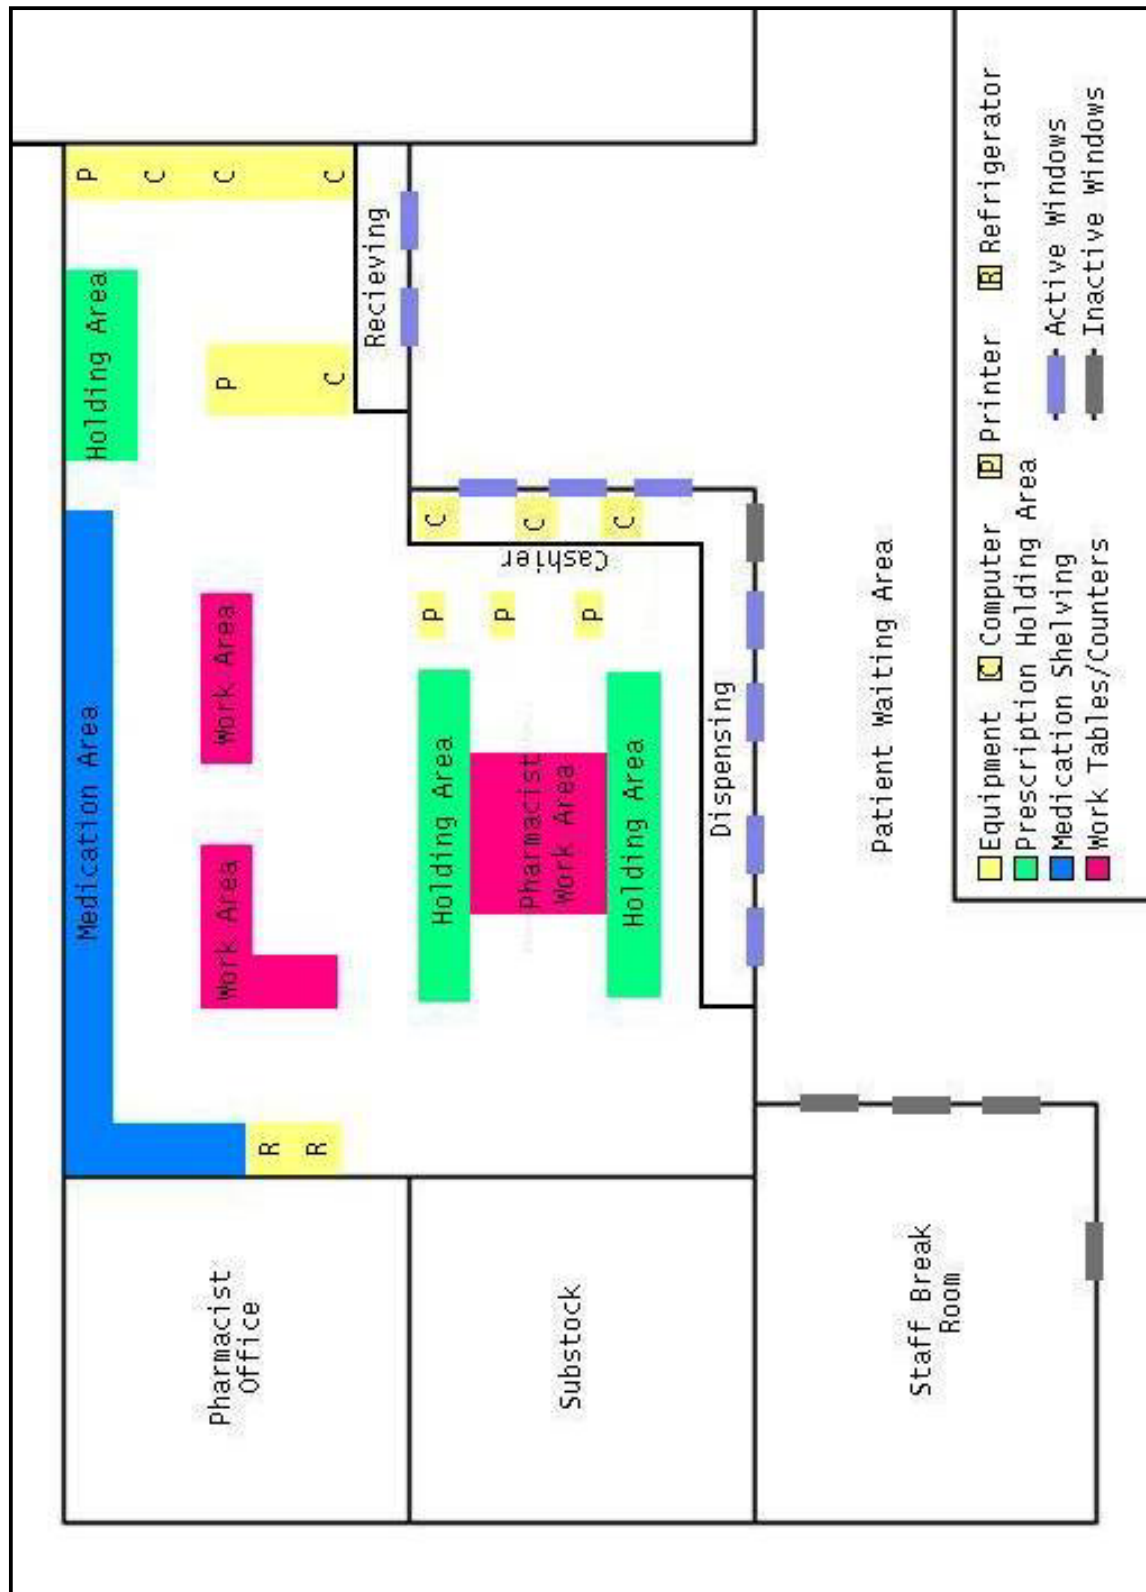 Pharmacist
Office
Medication Area
Holding Area
P
C
C
C
R
R
Work Area
Work Area
P
C
Recieving
Substock
Holding Area
Pharmacist
Work Area
Holding Area
P
P
P
C
C
C
Cashier
Dispensing
Staff Break
Room
Patient Waiting Area
Equipment C Computer P Printer R Refrigerator
Prescription Holding Area
Medication Shelving
Active Windows
Work Tables/Counters
Inactive Windows